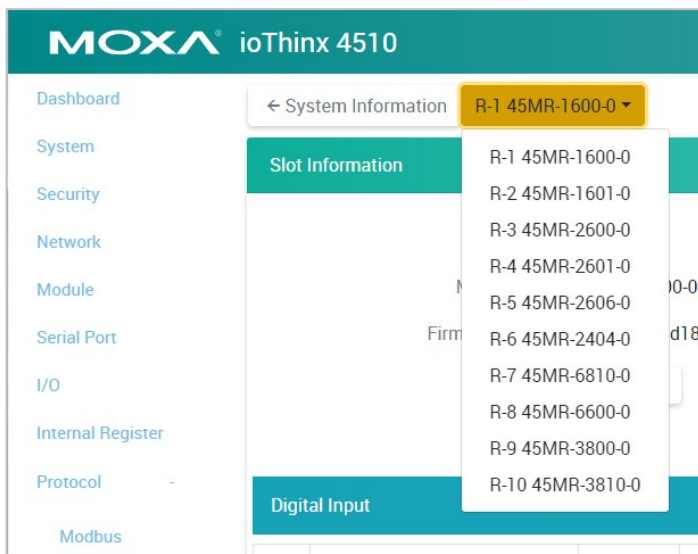 MOXA® ioThinx 4510
Dashboard
System
Security
Network
Module
Serial Port
I/O
Internal Register
Protocol -
Modbus
← System Information
R-1 45MR-1600-0
Slot Information
R-1 45MR-1600-0
R-2 45MR-1601-0
R-3 45MR-2600-0
R-4 45MR-2601-0
R-5 45MR-2606-0
R-6 45MR-2404-0
R-7 45MR-6810-0
R-8 45MR-6600-0
R-9 45MR-3800-0
R-10 45MR-3810-0
Digital Input